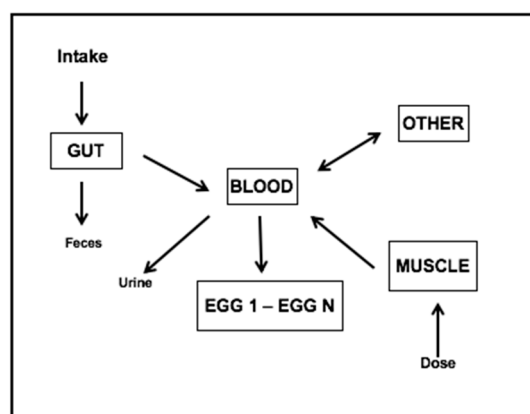 Intake
GUT
Feces
BLOOD
OTHER
Urine
EGG 1 – EGG N
MUSCLE
Dose